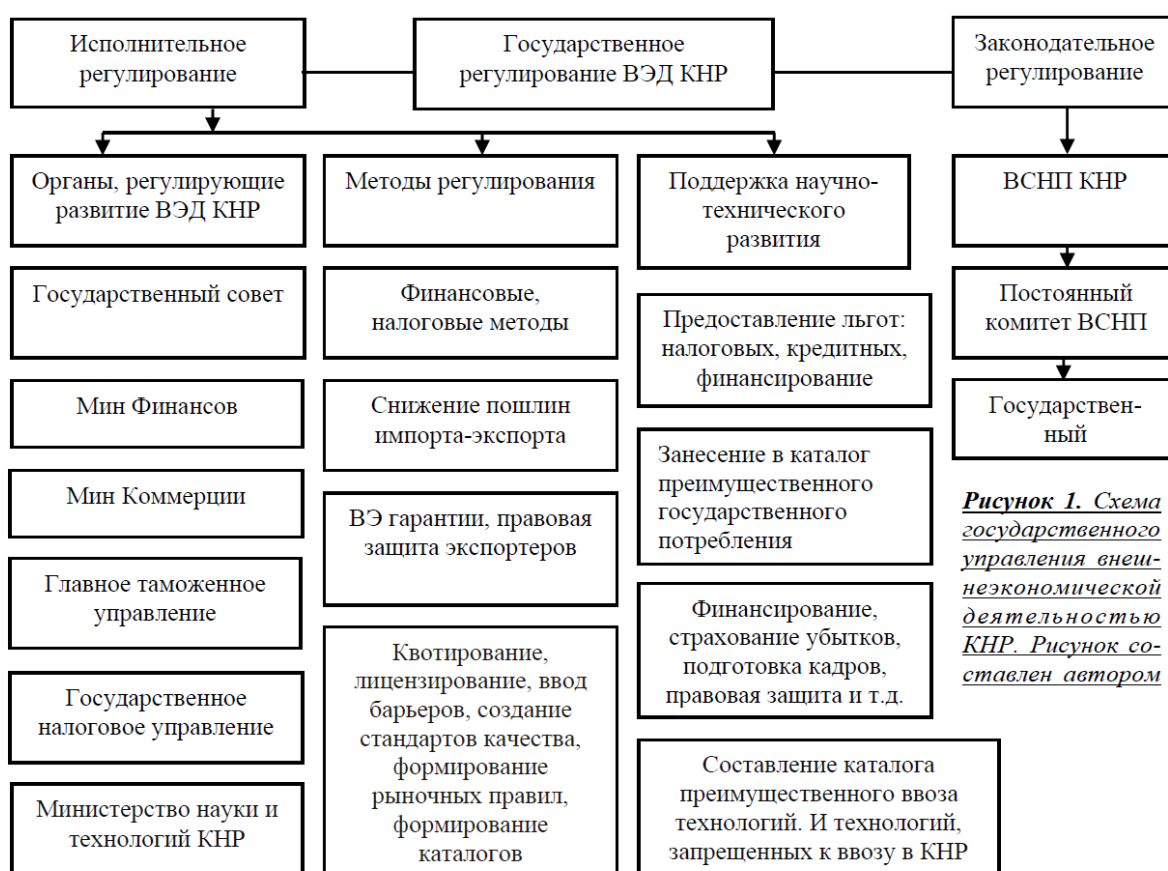 Исполнительное
регулирование
Государственное
регулирование ВЭД КНР
Законодательное
регулирование
Органы, регулирующие
развитие ВЭД КНР
Государственный совет
Мин Финансов
Мин Коммерции
Главное таможенное
управление
Государственное
налоговое управление
Министерство науки и
технологий КНР
Методы регулирования
Финансовые,
налоговые методы
Снижение пошлин
импорта-экспорта
ВЭ гарантии, правовая
защита экспортеров
Квотирование,
лицензирование, ввод
барьеров, создание
стандартов качества,
формирование
рыночных правил,
формирование
каталогов
Поддержка научно-
технического
развития
Предоставление льгот:
налоговых, кредитных,
финансирование
Занесение в каталог
преимущественного
государственного
потребления
Финансирование,
страхование убытков,
подготовка кадров,
правовая защита и т.д.
Составление каталога
преимущественного ввоза
технологий. И технологий,
запрещенных к ввозу в КНР
ВСНП КНР
Постоянный
комитет ВСНП
Государствен-
ный
Рисунок 1. Схема
государственного
управления внеш-
неэкономической
деятельностью
КНР. Рисунок со-
ставлен автором